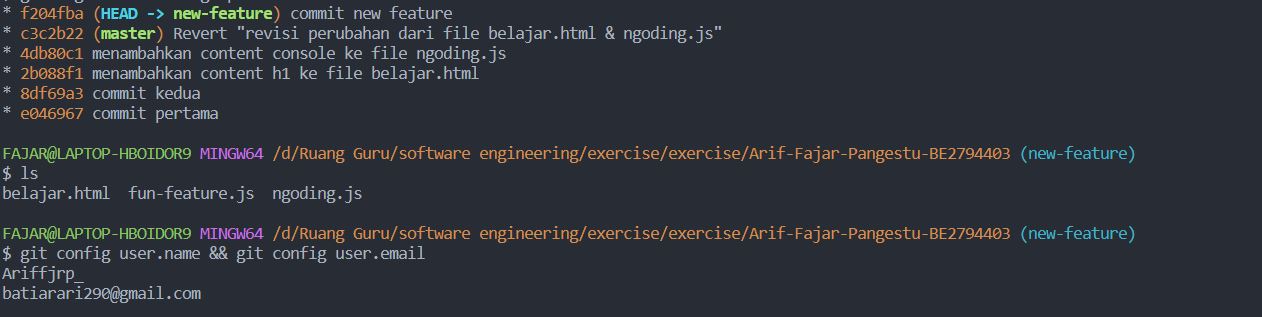 * f204fba (HEAD -> new-feature) commit new feature
* c3c2b22 (master) Revert "revisi perubahan dari file belajar.html & ngoding.js"
* 4db80c1 menambahkan content console ke file ngoding.js
* 2b088f1 menambahkan content h1 ke file belajar.html
* 8df69a3 commit kedua
* e046967 commit pertama
FAJAR@LAPTOP-HBOIDOR9 MINGW64 /d/Ruang Guru/software engineering/exercise/exercise/Arif-Fajar-Pangestu-BE2794403 (new-feature)
$ ls
belajar.html  fun-feature.js  ngoding.js
FAJAR@LAPTOP-HBOIDOR9 MINGW64 /d/Ruang Guru/software engineering/exercise/exercise/Arif-Fajar-Pangestu-BE2794403 (new-feature)
$ git config user.name && git config user.email
Ariffjrp_
batiarari290@gmail.com